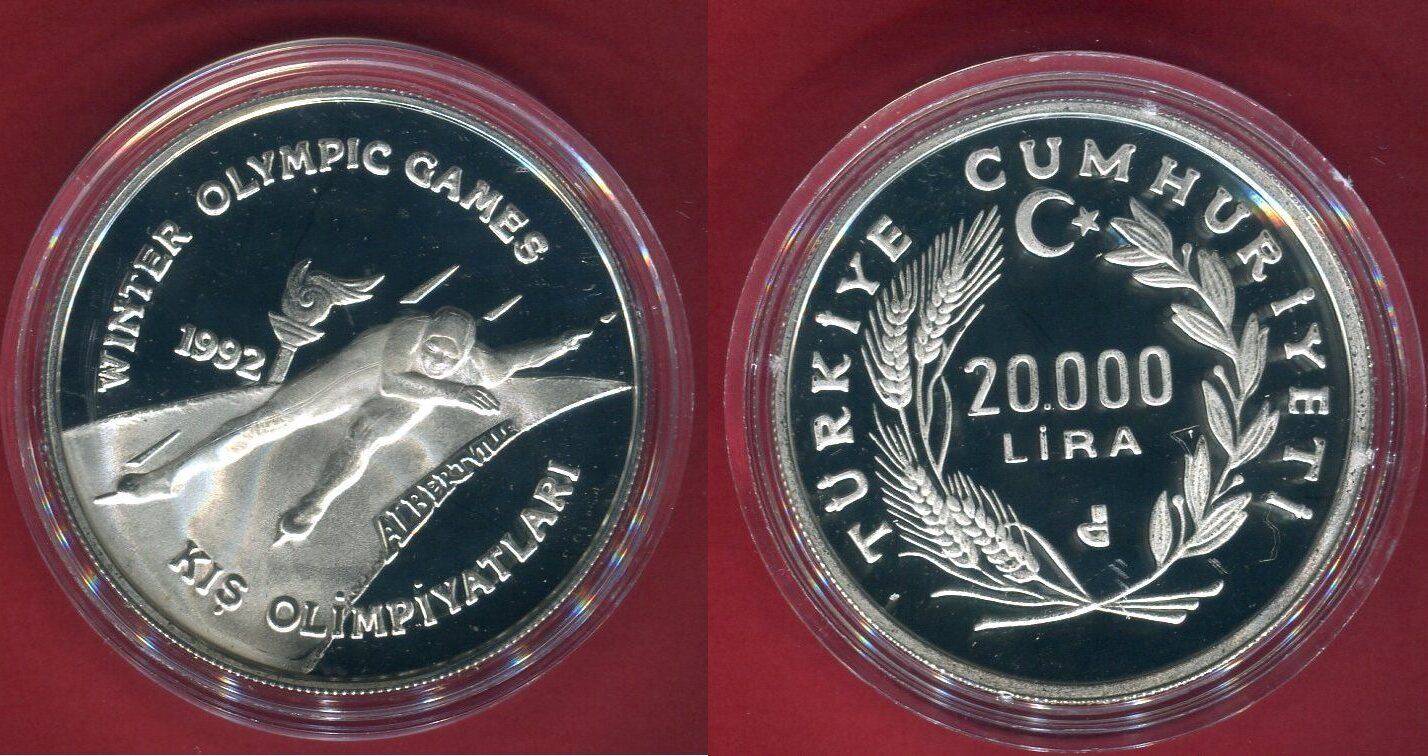 WINTER OLYMPIC GAMES
1992
ALBERTVILLE
KIŞ OLİMPİYATLARI
TÜRKİYE CUMHURİYETİ
20.000
LİRA